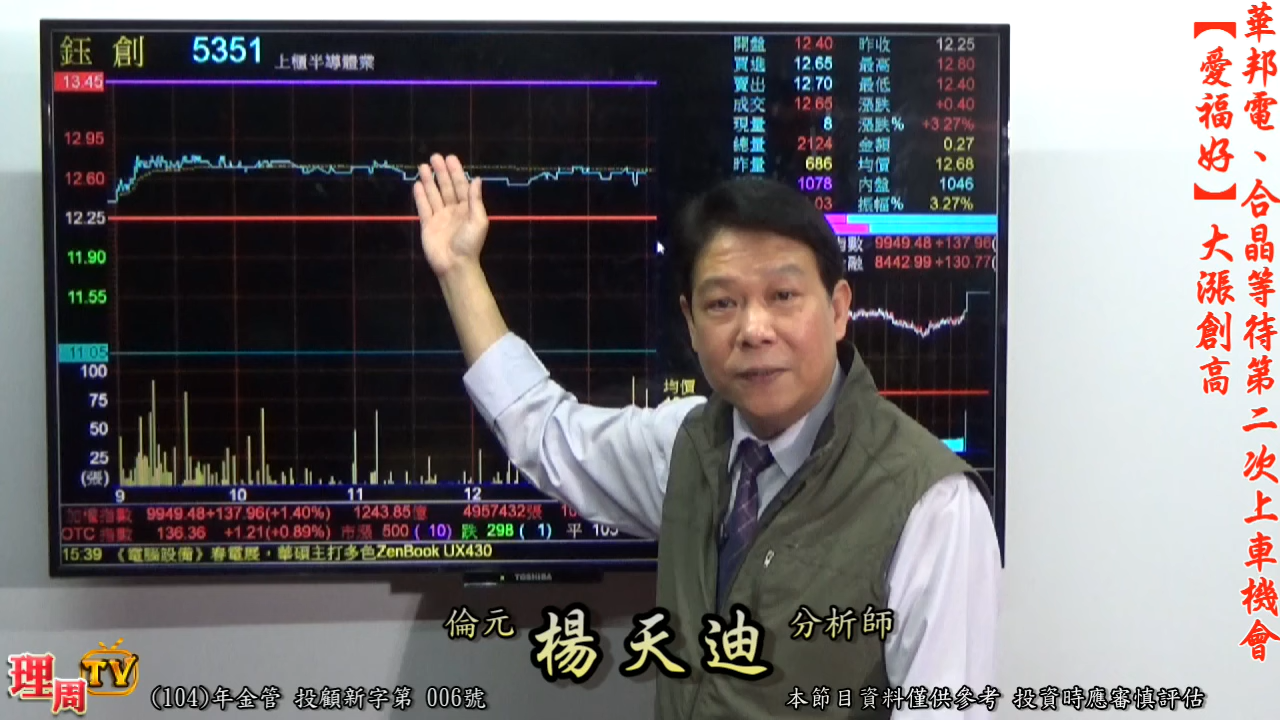 華邦電、合晶等待第二次上車機會
【愛福好】大漲創高
鈺創 5351 上櫃半導體業
13.45
12.95
12.60
12.25
11.90
11.55
11.05
100
75
50
25
(張)
9 10 11 12
開盤 12.40 昨收 12.25
買進 12.65 最高 12.80
賣出 12.70 最低 12.40
成交 12.65 漲跌 +0.40
現量 8 漲跌% +3.27%
總量 2124 金額 0.27
昨量 686 均價 12.68
1078 內盤 1046
.03 振幅% 3.27%
指數 9949.48 +137.96
融 8442.99 +130.77
均價
加權指數 9949.48 +137.96(+1.40%) 1243.85億 4957432張
OTC 指數 136.36 +1.21(+0.89%) 市漲 500 ( 10) 跌 298 ( 1) 平
15:39 《電腦設備》春電展，華碩主打多色ZenBook UX430
TOSHIBA
倫元 楊天迪 分析師
理周TV
(104)年金管 投顧新字第 006號
本節目資料僅供參考 投資時應審慎評估